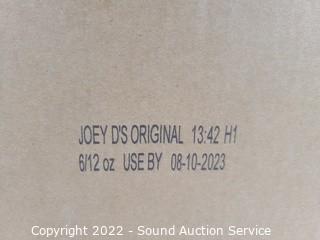 JOEY D'S ORIGINAL 13:42 H1
6/12 oz USE BY 08-10-2023
Copyright 2022 - Sound Auction Service